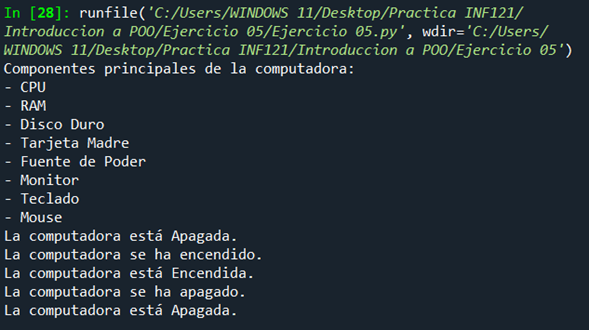 In [28]: runfile('C:/Users/WINDOWS 11/Desktop/Practica INF121/
Introduccion a POO/Ejercicio 05/Ejercicio 05.py', wdir='C:/Users/
WINDOWS 11/Desktop/Practica INF121/Introduccion a POO/Ejercicio 05')
Componentes principales de la computadora:
- CPU
- RAM
- Disco Duro
- Tarjeta Madre
- Fuente de Poder
- Monitor
- Teclado
- Mouse
La computadora está Apagada.
La computadora se ha encendido.
La computadora está Encendida.
La computadora se ha apagado.
La computadora está Apagada.